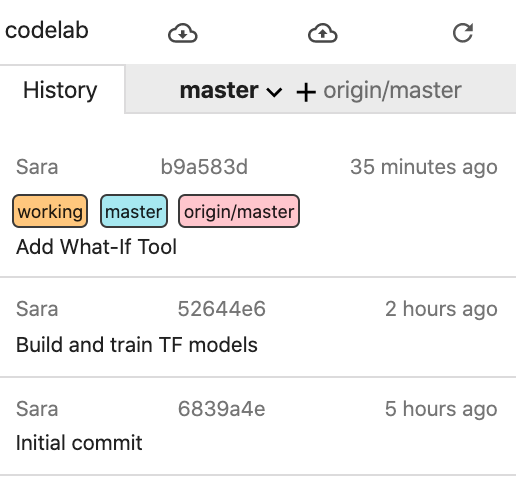 codelab
History master origin/master
Sara b9a583d 35 minutes ago
working master origin/master
Add What-If Tool
Sara 52644e6 2 hours ago
Build and train TF models
Sara 6839a4e 5 hours ago
Initial commit